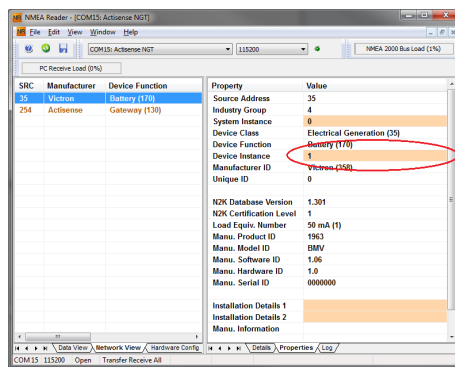 NMEA Reader - [COM15: Actisense NGT]
File Edit View Window Help
COM15: Actisense NGT 115200 NMEA 2000 Bus Load (1%)
PC Receive Load (0%)
SRC Manufacturer Device Function
35 Victron Battery (170)
254 Actisense Gateway (130)
Property Value
Source Address 35
Industry Group 4
System Instance 0
Device Class Electrical Generation (35)
Device Function Battery (170)
Device Instance 1
Manufacturer ID Victron (358)
Unique ID 0
N2K Database Version 1.301
N2K Certification Level 1
Load Equiv. Number 50 mA (1)
Manu. Product ID 1963
Manu. Model ID BMV
Manu. Software ID 1.06
Manu. Hardware ID 1.0
Manu. Serial ID 0000000
Installation Details 1
Installation Details 2
Manu. Information
Data View Network View Hardware Config Details Properties Log
COM15 115200 Open Transfer Receive All